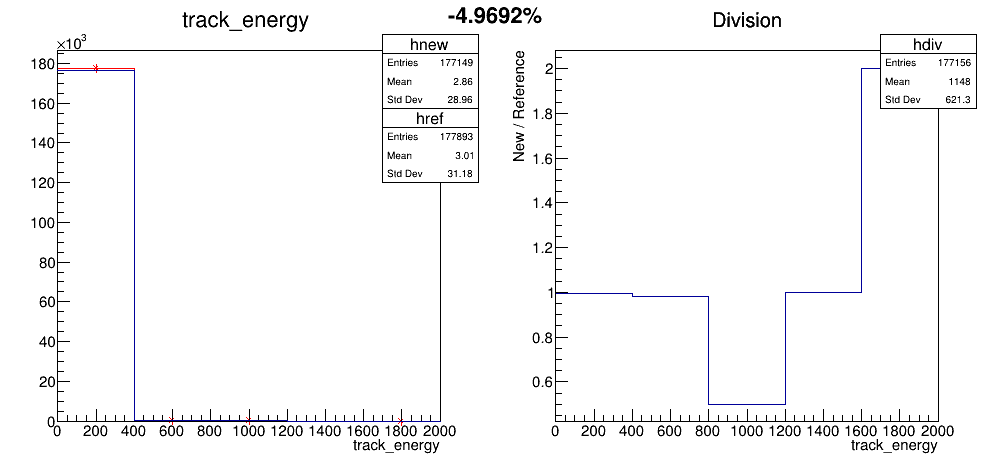 -4.9692%
track_energy
×10³
hnew
Entries 177149
Mean 2.86
Std Dev 28.96
href
Entries 177893
Mean 3.01
Std Dev 31.18
180
160
140
120
100
80
60
40
20
0
0 200 400 600 800 1000 1200 1400 1600 1800 2000
track_energy
Division
hdiv
Entries 177156
Mean 1148
Std Dev 621.3
New / Reference
2
1.8
1.6
1.4
1.2
1
0.8
0.6
0 200 400 600 800 1000 1200 1400 1600 1800 2000
track_energy